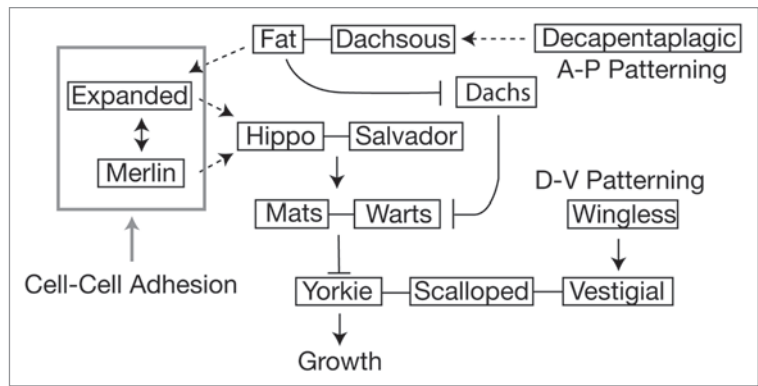 Fat Dachsous Decapentaplagic
A-P Patterning
Expanded Dachs
Hippo Salvador
Merlin
D-V Patterning
Mats Warts Wingless
Cell-Cell Adhesion
Yorkie Scalloped Vestigial
Growth